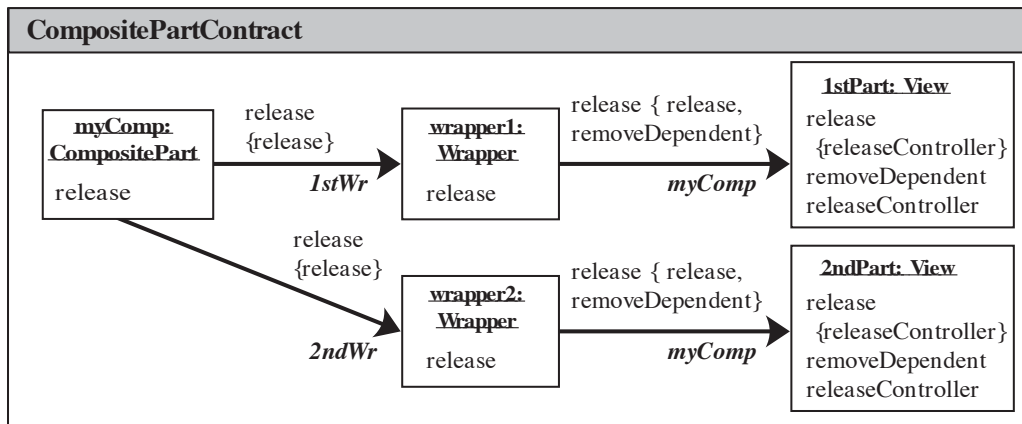 CompositePartContract
myComp:
CompositePart
release
release
{release}
1stWr
wrapper1:
Wrapper
release
release { release,
removeDependent}
myComp
1stPart: View
release
{releaseController}
removeDependent
releaseController
release
{release}
2ndWr
wrapper2:
Wrapper
release
release { release,
removeDependent}
myComp
2ndPart: View
release
{releaseController}
removeDependent
releaseController